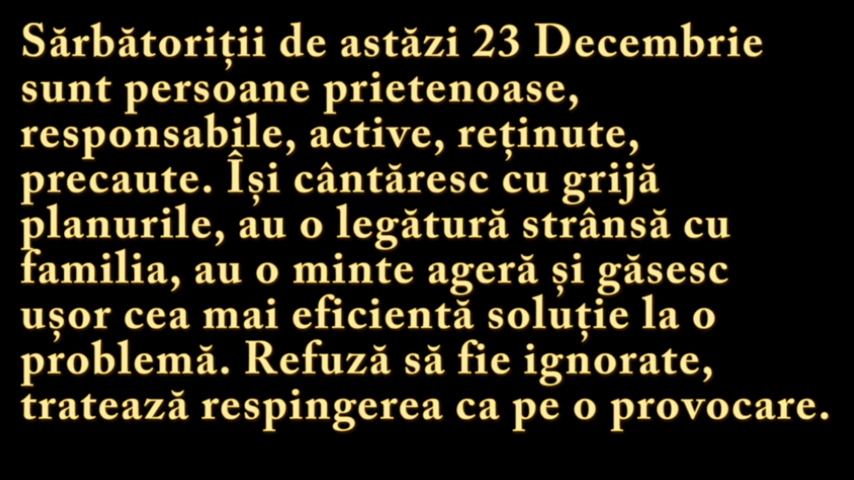 Sărbătoriții de astăzi 23 Decembrie
sunt persoane prietenoase,
responsabile, active, reținute,
precaute. Își cântăresc cu grijă
planurile, au o legătură strânsă cu
familia, au o minte ageră și găsesc
ușor cea mai eficientă soluție la o
problemă. Refuză să fie ignorate,
tratează respingerea ca pe o provocare.